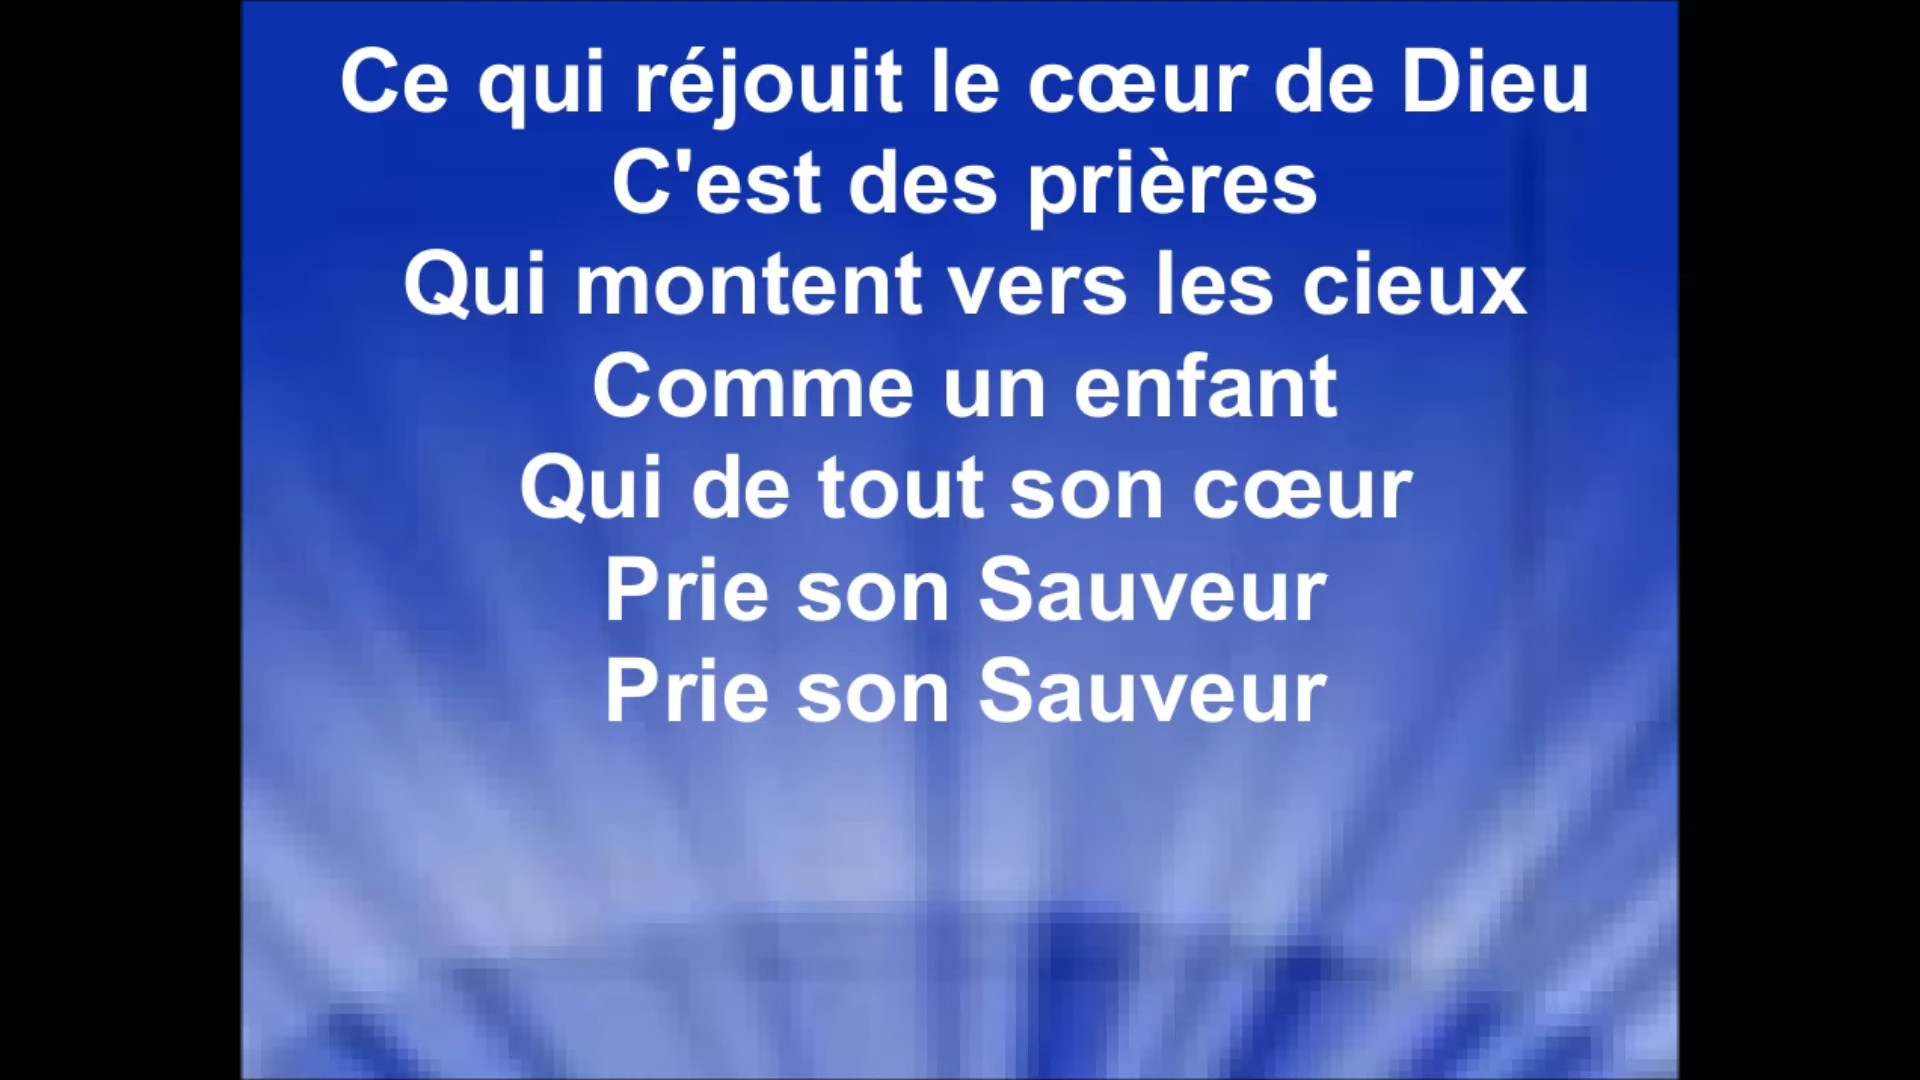 Ce qui réjouit le cœur de Dieu
C'est des prières
Qui montent vers les cieux
Comme un enfant
Qui de tout son cœur
Prie son Sauveur
Prie son Sauveur